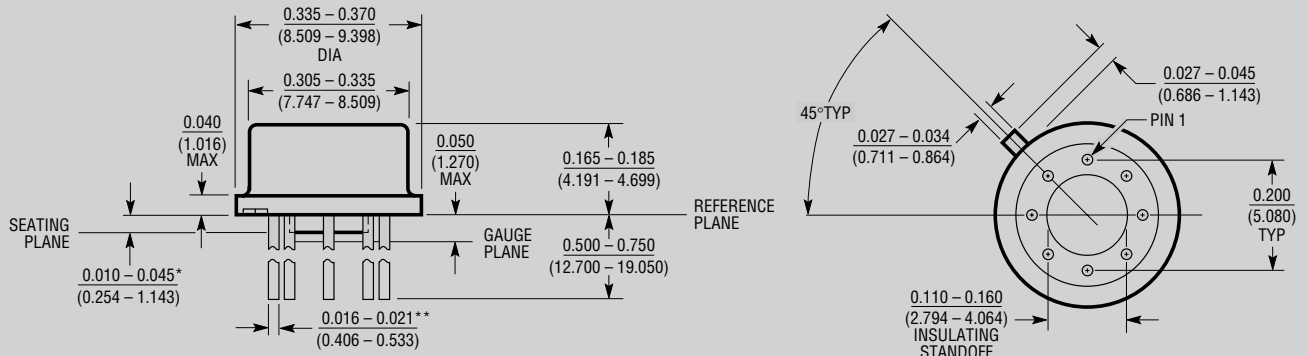 0.335 – 0.370
(8.509 – 9.398)
DIA
0.305 – 0.335
(7.747 – 8.509)
0.040
(1.016)
MAX
0.050
(1.270)
MAX
0.165 – 0.185
(4.191 – 4.699)
SEATING
PLANE
GAUGE
PLANE
REFERENCE
PLANE
0.500 – 0.750
(12.700 – 19.050)
0.010 – 0.045*
(0.254 – 1.143)
0.016 – 0.021**
(0.406 – 0.533)
45°TYP
0.027 – 0.045
(0.686 – 1.143)
PIN 1
0.027 – 0.034
(0.711 – 0.864)
0.200
(5.080)
TYP
0.110 – 0.160
(2.794 – 4.064)
INSULATING
STANDOFF